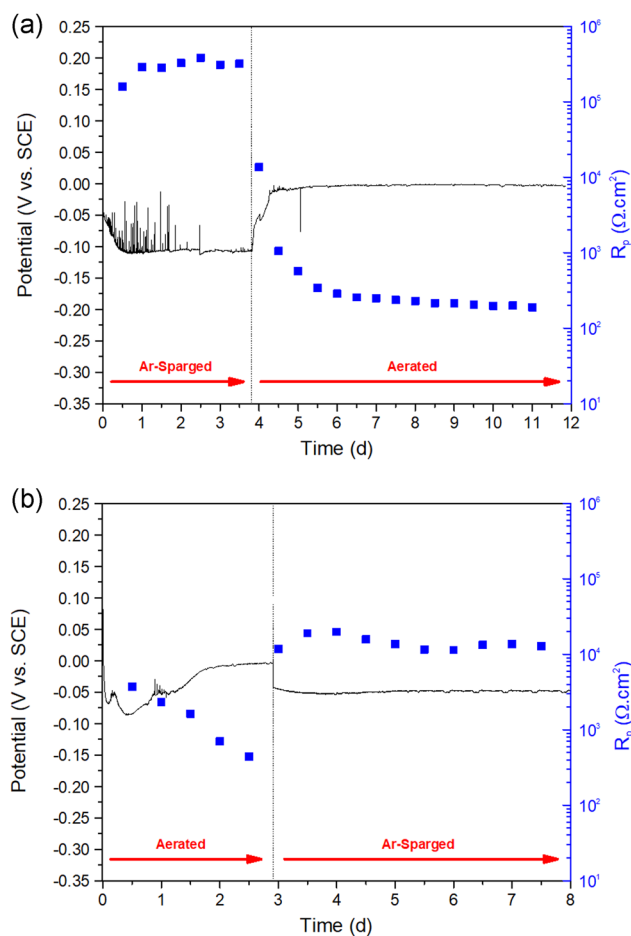 (a)
0.25
0.20
0.15
0.10
0.05
0.00
-0.05
-0.10
-0.15
-0.20
-0.25
-0.30
-0.35
Potential (V vs. SCE)
Ar-Sparged
Aerated
10⁶
10⁵
10⁴
10³
10²
10¹
Rₚ (Ω.cm²)
0 1 2 3 4 5 6 7 8 9 10 11 12
Time (d)
(b)
0.25
0.20
0.15
0.10
0.05
0.00
-0.05
-0.10
-0.15
-0.20
-0.25
-0.30
-0.35
Potential (V vs. SCE)
Aerated
Ar-Sparged
10⁶
10⁵
10⁴
10³
10²
10¹
Rₚ (Ω.cm²)
0 1 2 3 4 5 6 7 8
Time (d)